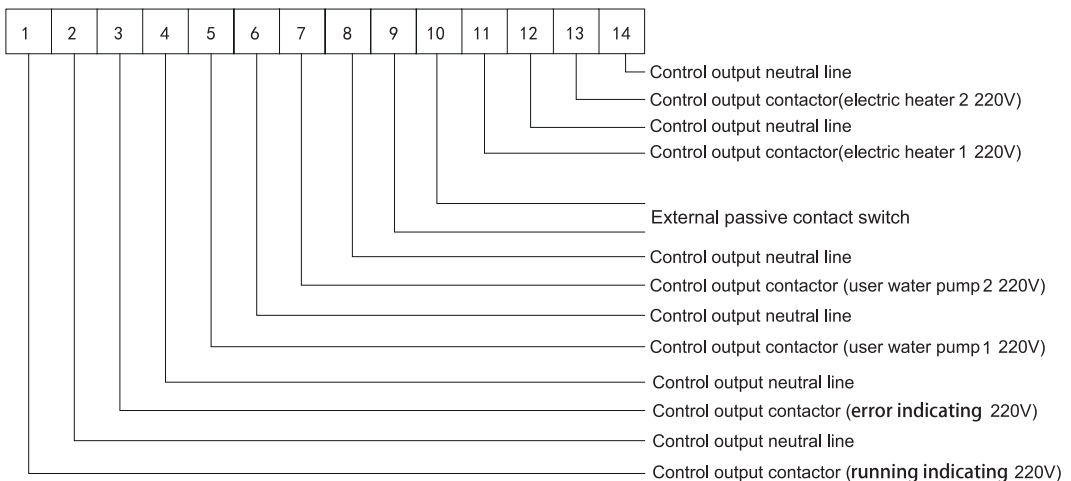 1 2 3 4 5 6 7 8 9 10 11 12 13 14
Control output neutral line
Control output contactor(electric heater 2 220V)
Control output neutral line
Control output contactor(electric heater 1 220V)
External passive contact switch
Control output neutral line
Control output contactor (user water pump 2 220V)
Control output neutral line
Control output contactor (user water pump 1 220V)
Control output neutral line
Control output contactor (error indicating 220V)
Control output neutral line
Control output contactor (running indicating 220V)